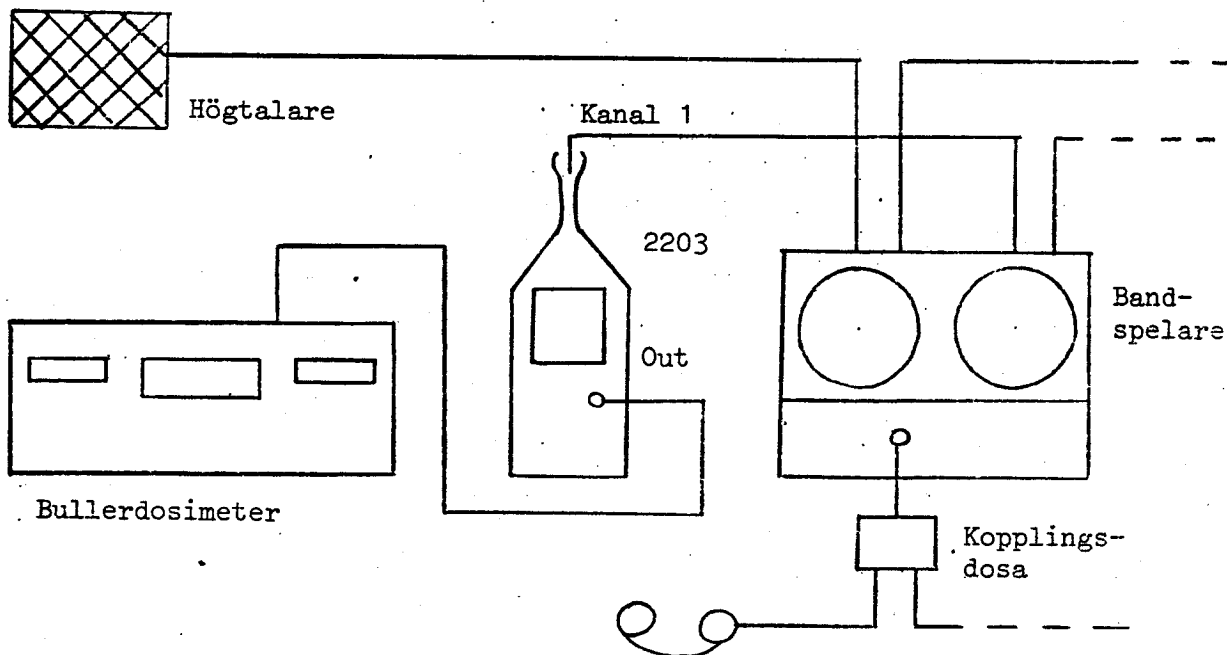 Högtalare
Kanal 1
2203
Band-
spelare
Out
Bullerdosimeter
Kopplings-
dosa